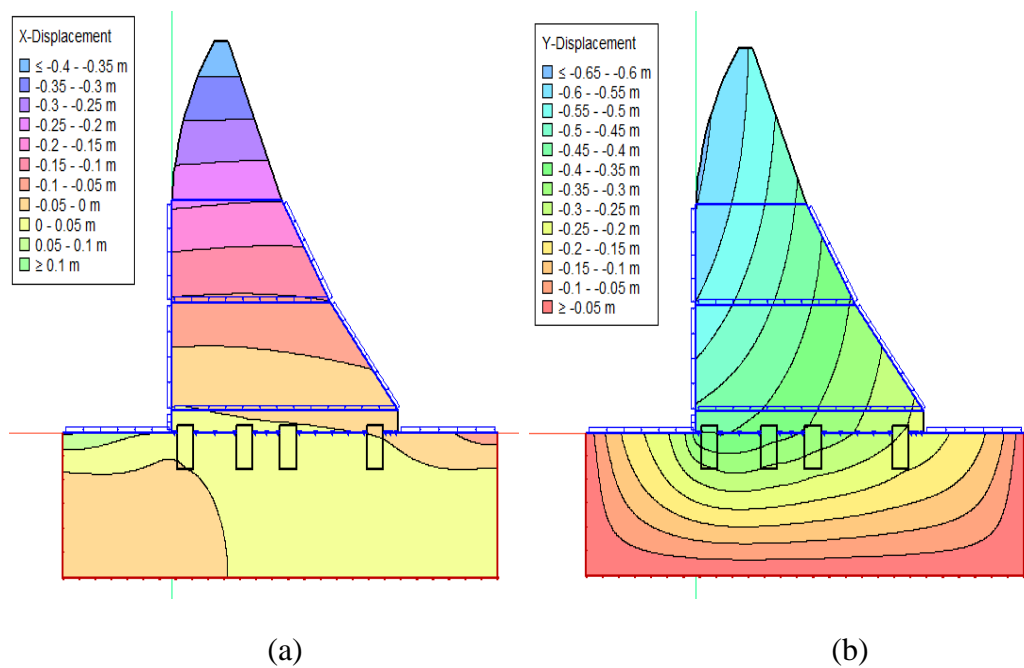 X-Displacement
≤ -0.4 - -0.35 m
-0.35 - -0.3 m
-0.3 - -0.25 m
-0.25 - -0.2 m
-0.2 - -0.15 m
-0.15 - -0.1 m
-0.1 - -0.05 m
-0.05 - 0 m
0 - 0.05 m
0.05 - 0.1 m
≥ 0.1 m
Y-Displacement
≤ -0.65 - -0.6 m
-0.6 - -0.55 m
-0.55 - -0.5 m
-0.5 - -0.45 m
-0.45 - -0.4 m
-0.4 - -0.35 m
-0.35 - -0.3 m
-0.3 - -0.25 m
-0.25 - -0.2 m
-0.2 - -0.15 m
-0.15 - -0.1 m
-0.1 - -0.05 m
≥ -0.05 m
(a)
(b)